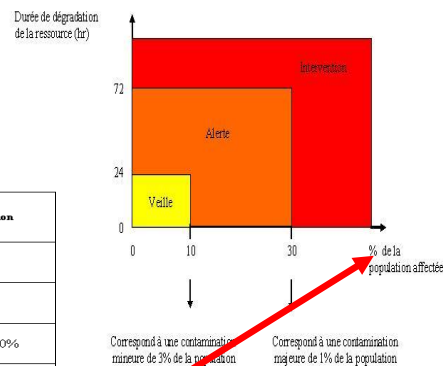 Durée de dégradation
de la ressource (hr)
Intervention
72
Alerte
24
Veille
0
0 10 30 % de la
population affectée
on
0%
Correspond à une contamination
mineure de 3% de la population
Correspond à une contamination
majeure de 1% de la population